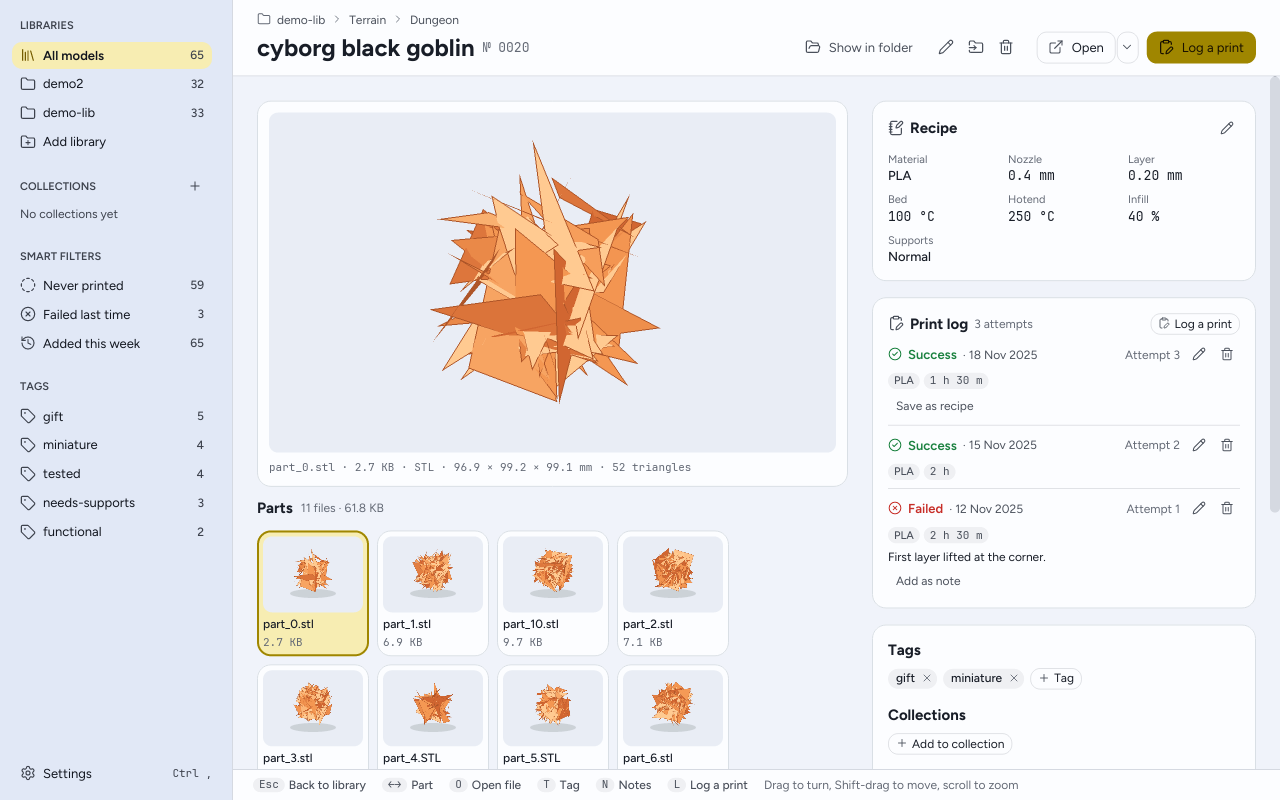 LIBRARIES
All models 65
demo2 32
demo-lib 33
Add library
COLLECTIONS
No collections yet
SMART FILTERS
Never printed 59
Failed last time 3
Added this week 65
TAGS
gift 5
miniature 4
tested 4
needs-supports 3
functional 2
Settings Ctrl ,
demo-lib Terrain Dungeon
cyborg black goblin № 0020
Show in folder Open Log a print
part_0.stl · 2.7 KB · STL · 96.9 × 99.2 × 99.1 mm · 52 triangles
Parts 11 files · 61.8 KB
part_0.stl
2.7 KB
part_1.stl
6.9 KB
part_10.stl
9.7 KB
part_2.stl
7.1 KB
part_3.stl
part_4.STL
part_5.STL
part_6.stl
Recipe
Material Nozzle Layer
PLA 0.4 mm 0.20 mm
Bed Hotend Infill
100 °C 250 °C 40 %
Supports
Normal
Print log 3 attempts Log a print
Success · 18 Nov 2025 Attempt 3
PLA 1 h 30 m
Save as recipe
Success · 15 Nov 2025 Attempt 2
PLA 2 h
Failed · 12 Nov 2025 Attempt 1
PLA 2 h 30 m
First layer lifted at the corner.
Add as note
Tags
gift miniature Tag
Collections
Add to collection
Esc Back to library Part O Open file T Tag N Notes L Log a print Drag to turn, Shift-drag to move, scroll to zoom